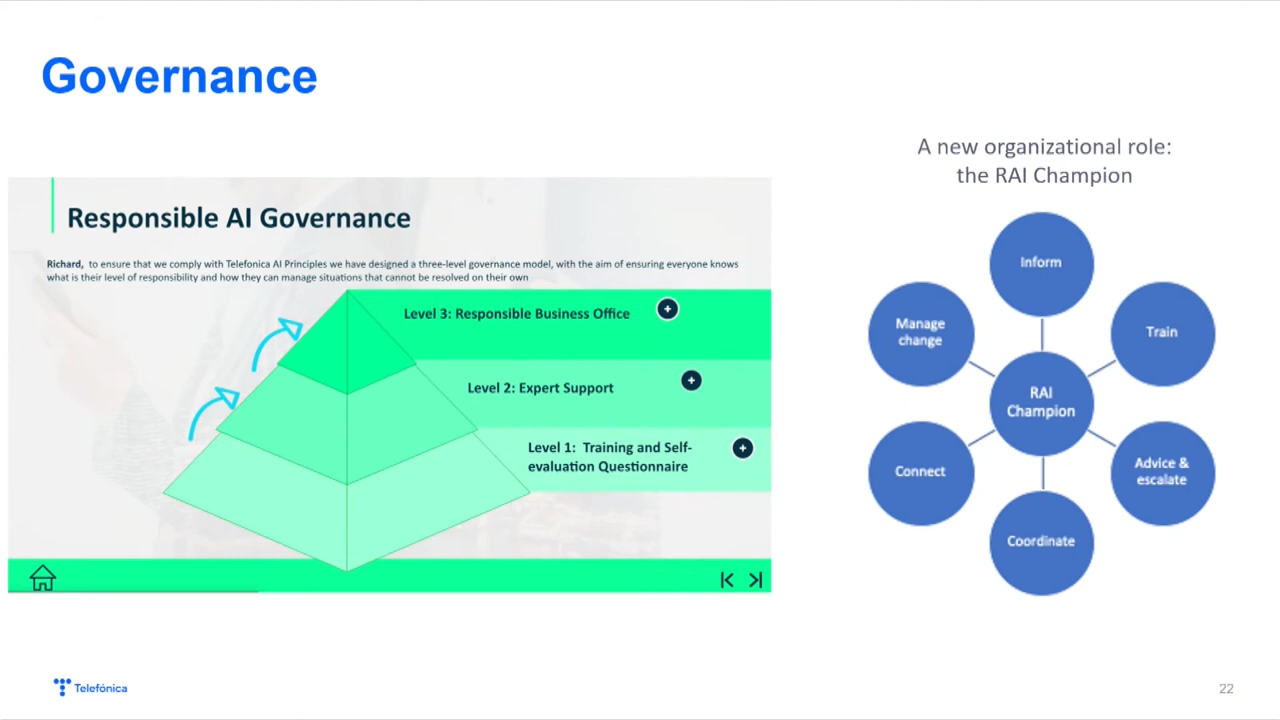 Governance
A new organizational role:
the RAI Champion
Responsible AI Governance
Richard, to ensure that we comply with Telefonica AI Principles we have designed a three-level governance model, with the aim of ensuring everyone knows
what is their level of responsibility and how they can manage situations that cannot be resolved on their own
Level 3: Responsible Business Office
Level 2: Expert Support
Level 1: Training and Self-
evaluation Questionnaire
Inform
Train
Advice &
escalate
Coordinate
Connect
Manage
change
RAI
Champion
Telefónica
22